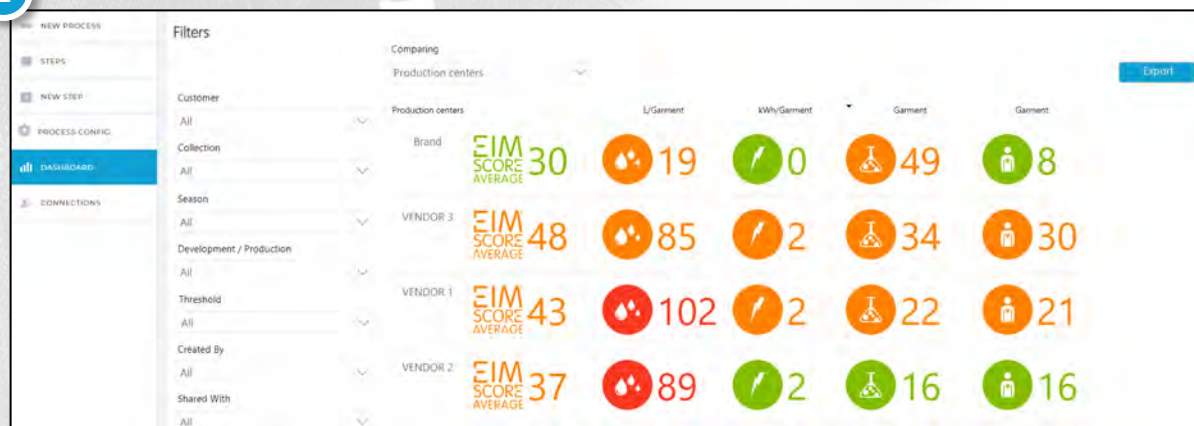 NEW PROCESS
STEPS
NEW STEP
PROCESS CONFIG.
DASHBOARD
CONNECTIONS
Filters
Customer
All
Collection
All
Season
All
Development / Production
All
Threshold
All
Created By
All
Shared With
All
Comparing
Production centers
Export
Production centers
L/Garment
kWh/Garment
Garment
Garment
Brand
EIM
SCORE
AVERAGE
30
19
0
49
8
VENDOR 3
EIM
SCORE
AVERAGE
48
85
2
34
30
VENDOR 1
EIM
SCORE
AVERAGE
43
102
2
22
21
VENDOR 2
EIM
SCORE
AVERAGE
37
89
2
16
16